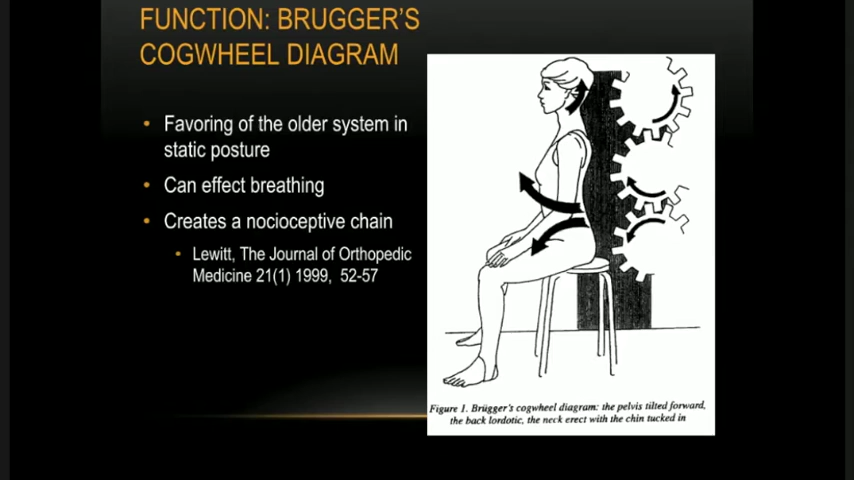 FUNCTION: BRUGGER'S
COGWHEEL DIAGRAM
• Favoring of the older system in
static posture
• Can effect breathing
• Creates a nocioceptive chain
• Lewitt, The Journal of Orthopedic
Medicine 21(1) 1999, 52-57
Figure 1. Brügger's cogwheel diagram: the pelvis tilted forward,
the back lordotic, the neck erect with the chin tucked in